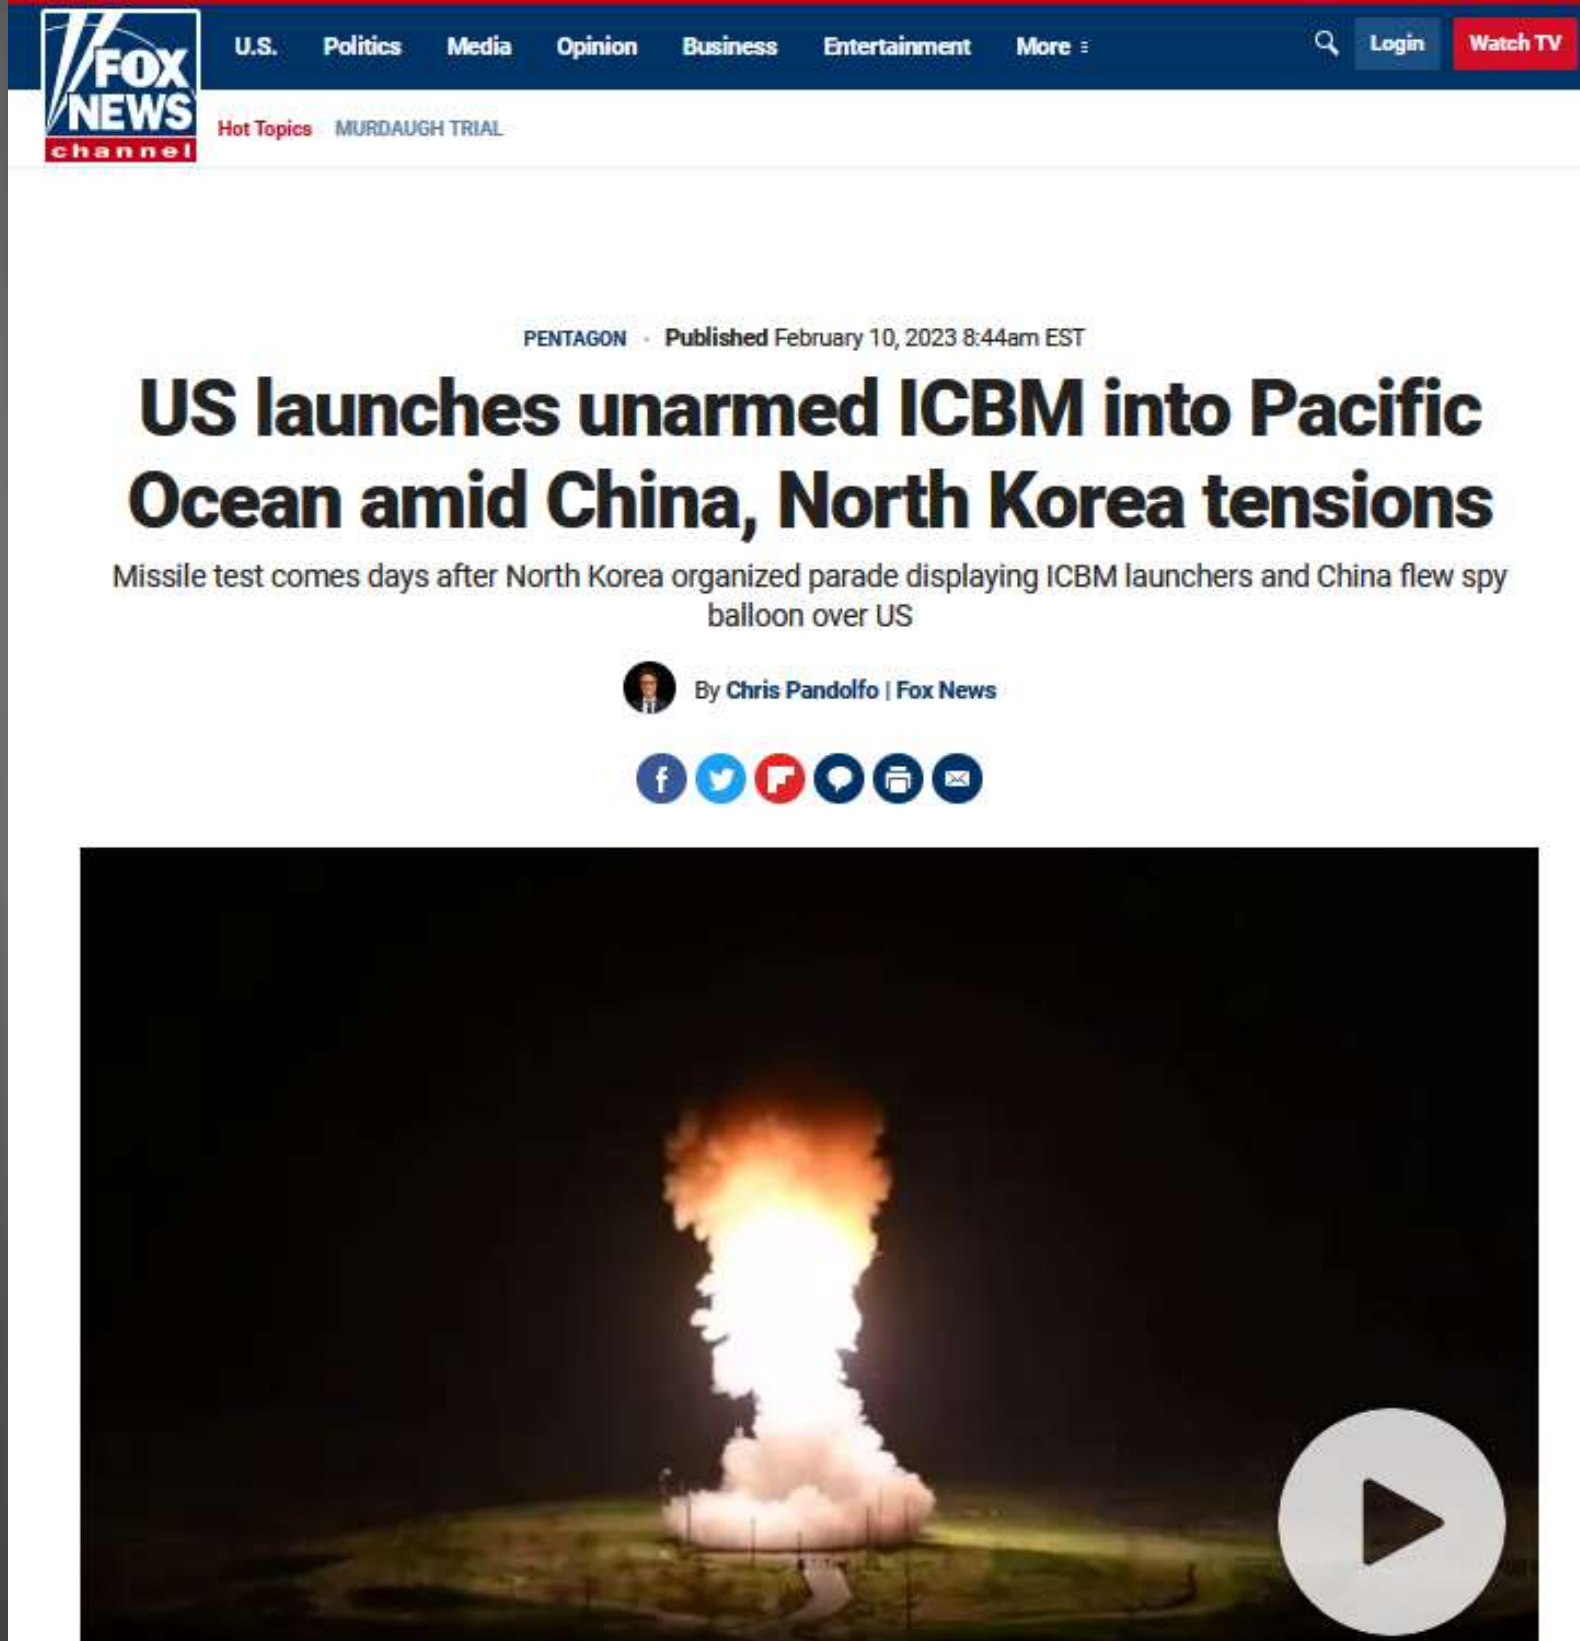 FOX
NEWS
channel
U.S. Politics Media Opinion Business Entertainment More Login Watch TV
Hot Topics MURDAUGH TRIAL
PENTAGON · Published February 10, 2023 8:44am EST
US launches unarmed ICBM into Pacific
Ocean amid China, North Korea tensions
Missile test comes days after North Korea organized parade displaying ICBM launchers and China flew spy
balloon over US
By Chris Pandolfo | Fox News